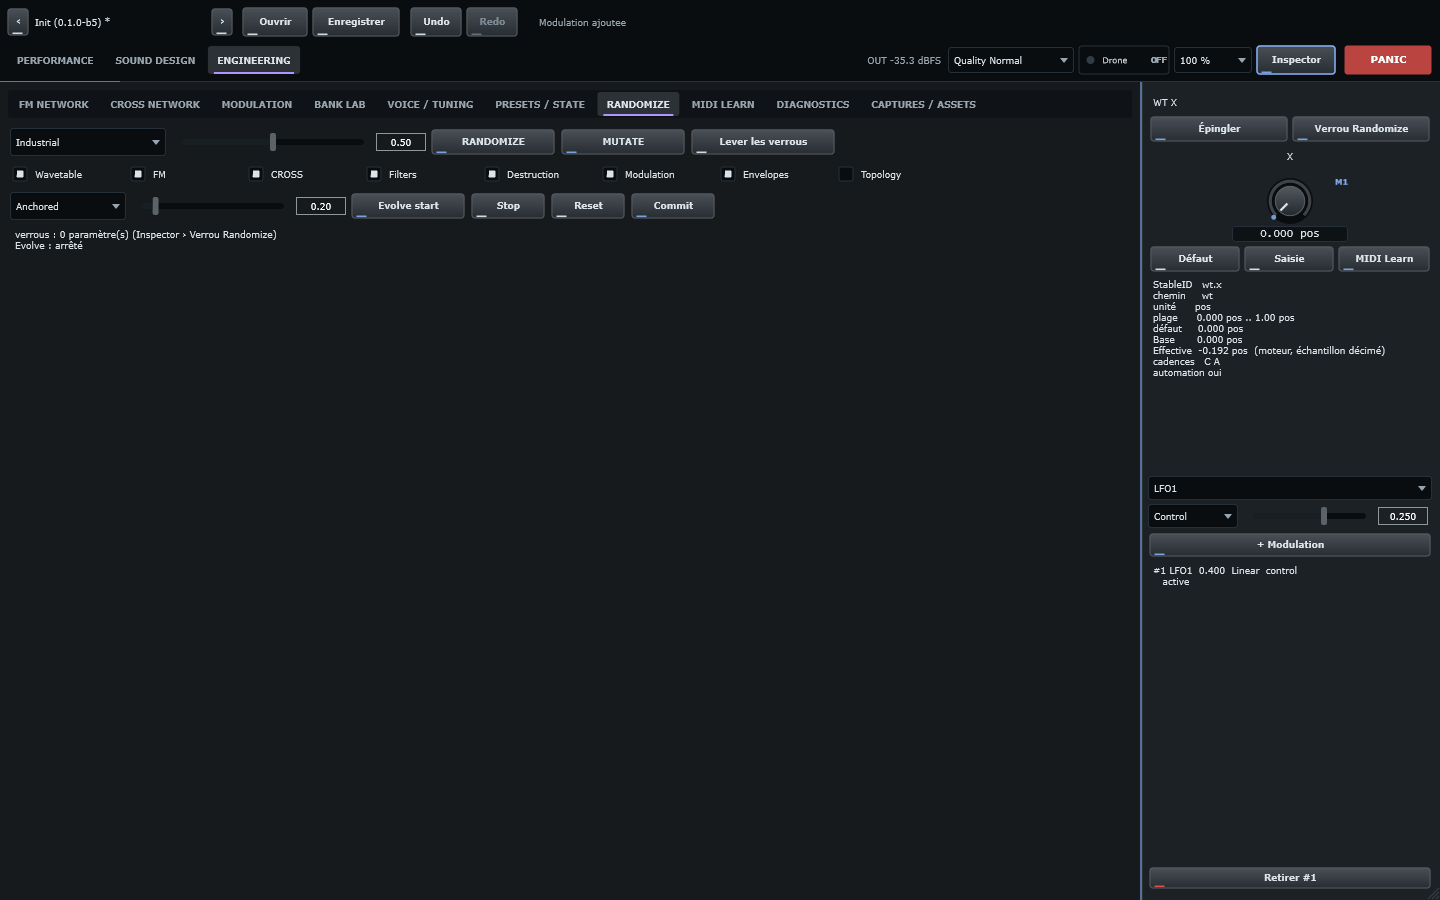 ‹ Init (0.1.0-b5) * › Ouvrir Enregistrer Undo Redo Modulation ajoutee
PERFORMANCE SOUND DESIGN ENGINEERING OUT -35.3 dBFS Quality Normal Drone OFF 100 % Inspector PANIC
FM NETWORK CROSS NETWORK MODULATION BANK LAB VOICE / TUNING PRESETS / STATE RANDOMIZE MIDI LEARN DIAGNOSTICS CAPTURES / ASSETS
Industrial 0.50 RANDOMIZE MUTATE Lever les verrous
Wavetable FM CROSS Filters Destruction Modulation Envelopes Topology
Anchored 0.20 Evolve start Stop Reset Commit
verrous : 0 paramètre(s) (Inspector › Verrou Randomize)
Evolve : arrêté
WT X
Épingler Verrou Randomize
X
M1
0.000 pos
Défaut Saisie MIDI Learn
StableID wt.x
chemin wt
unité pos
plage 0.000 pos .. 1.00 pos
défaut 0.000 pos
Base 0.000 pos
Effective -0.192 pos (moteur, échantillon décimé)
cadences C A
automation oui
LFO1
Control 0.250
+ Modulation
#1 LFO1 0.400 Linear control
active
Retirer #1